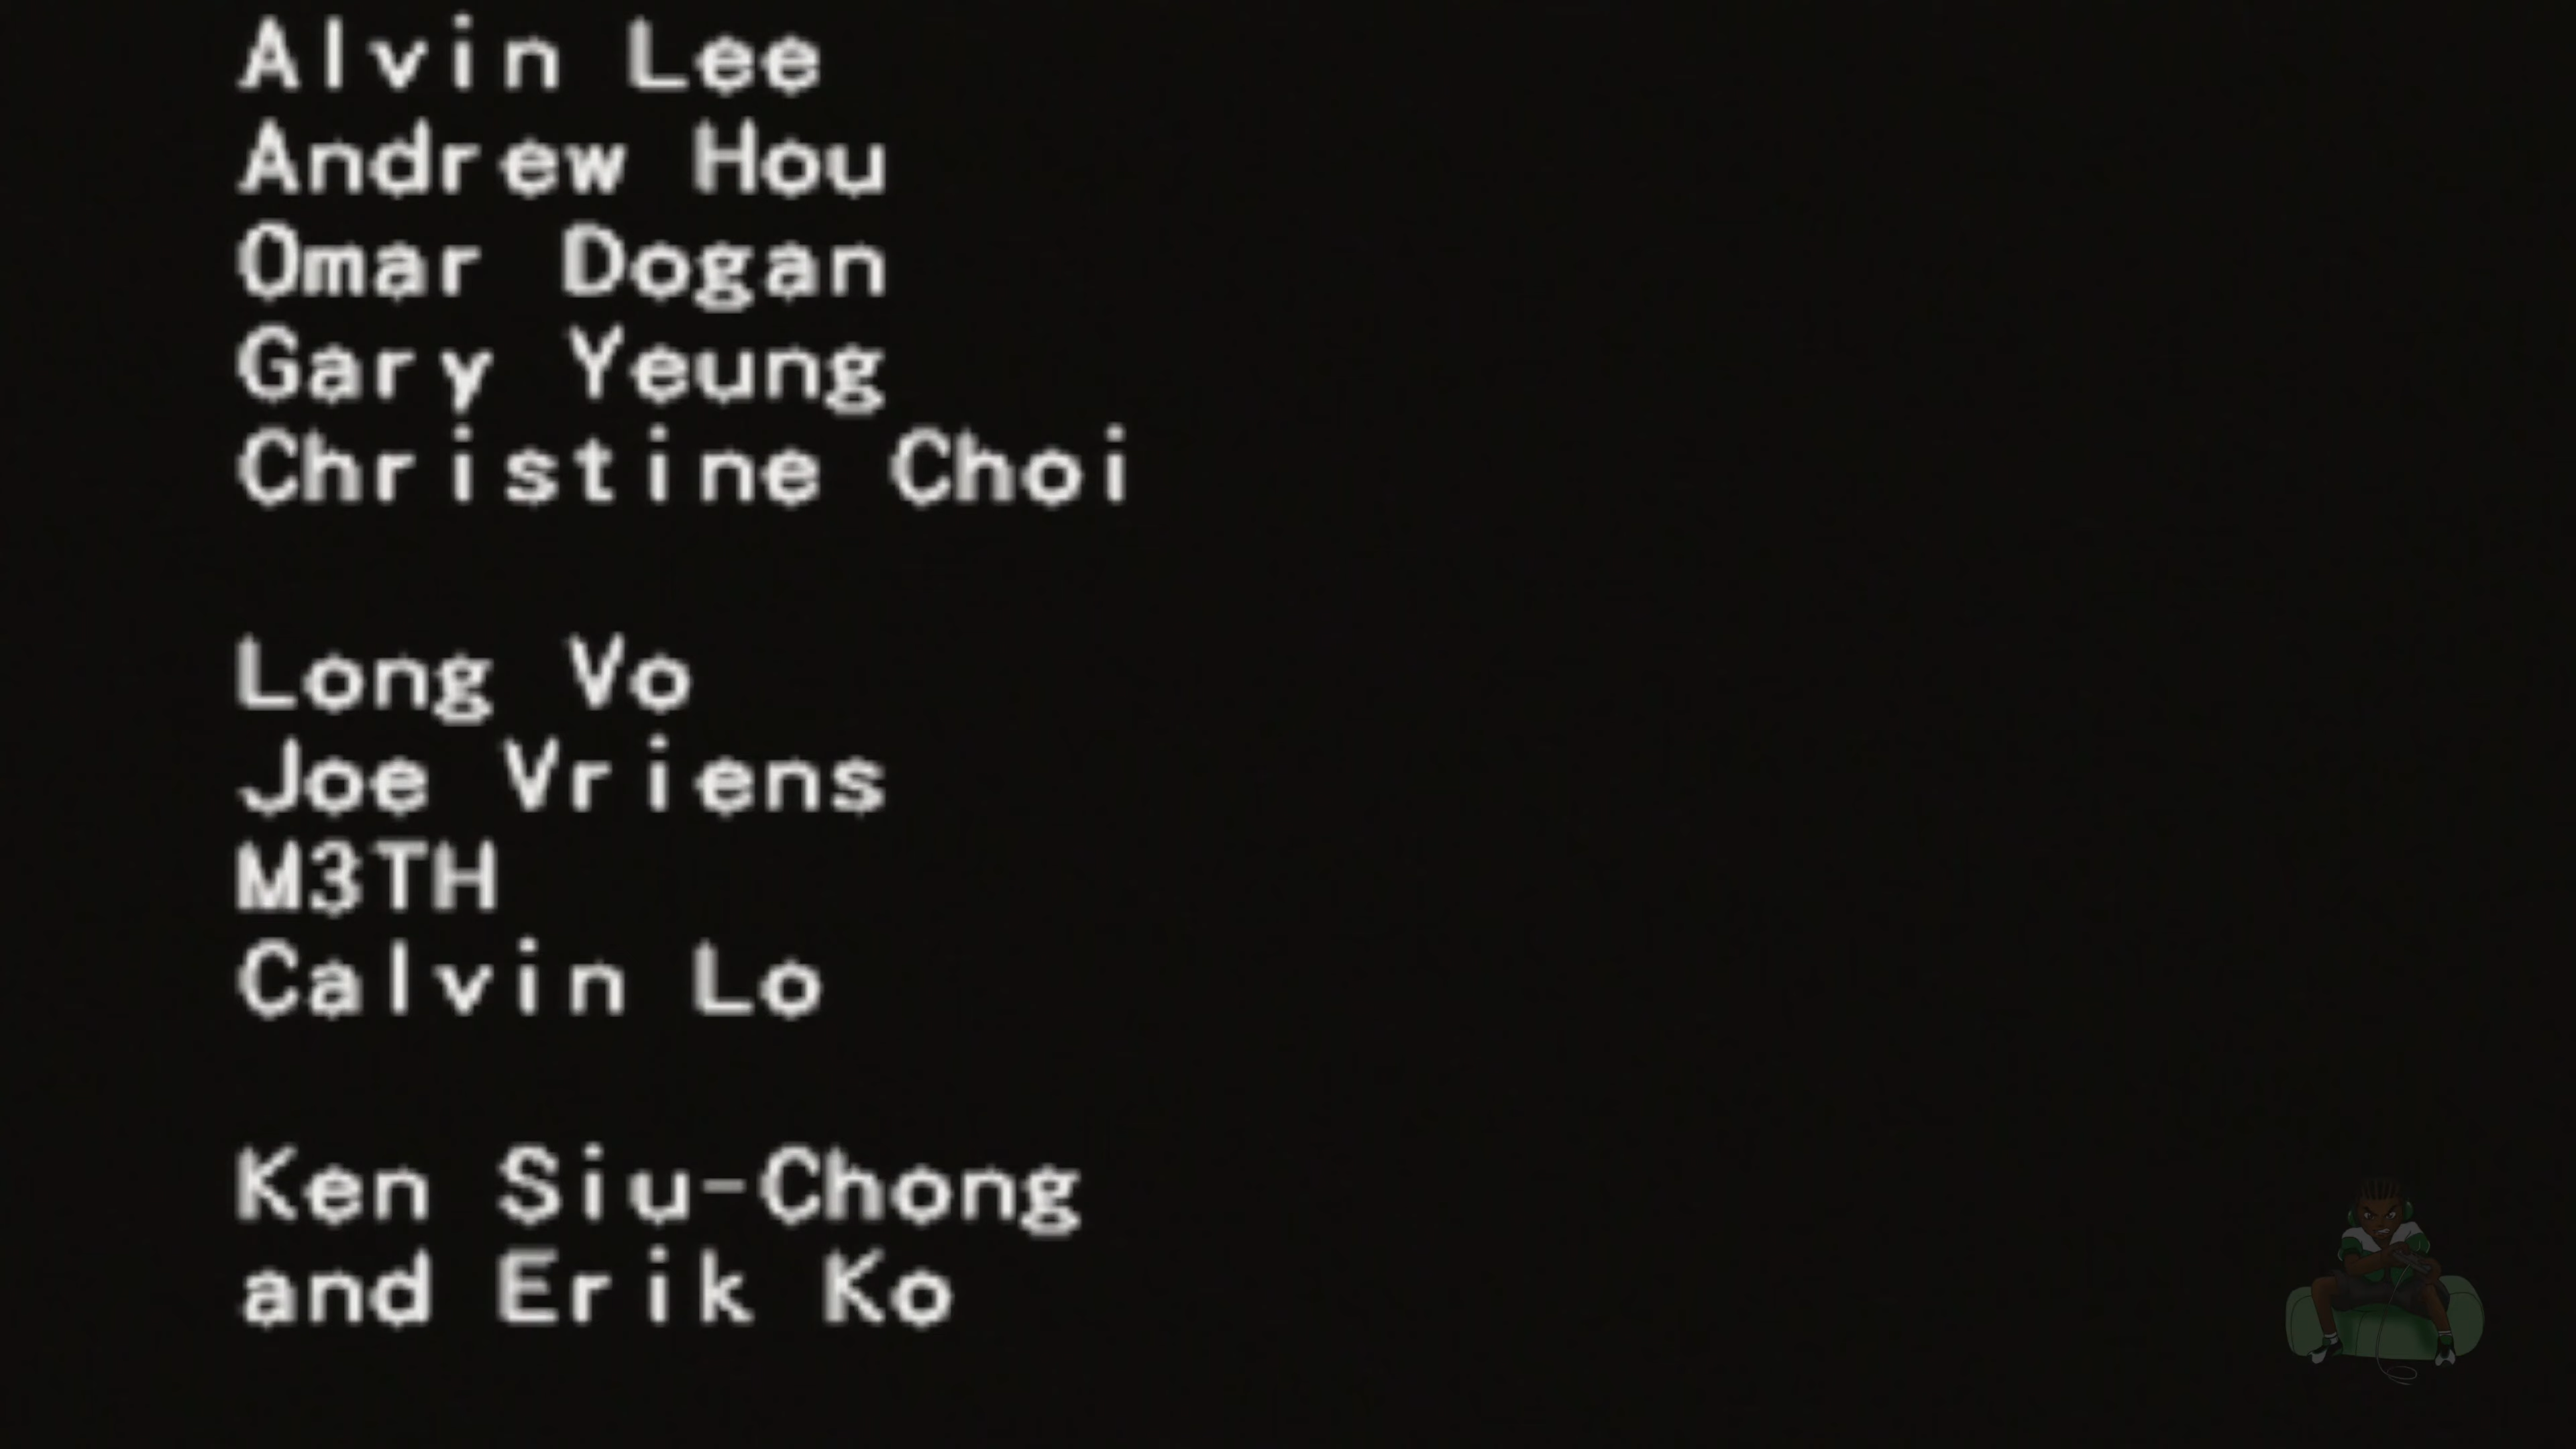 Alvin Lee
Andrew Hou
Omar Dogan
Gary Yeung
Christine Choi
Long Vo
Joe Vriens
M3TH
Calvin Lo
Ken Siu-Chong
and Erik Ko